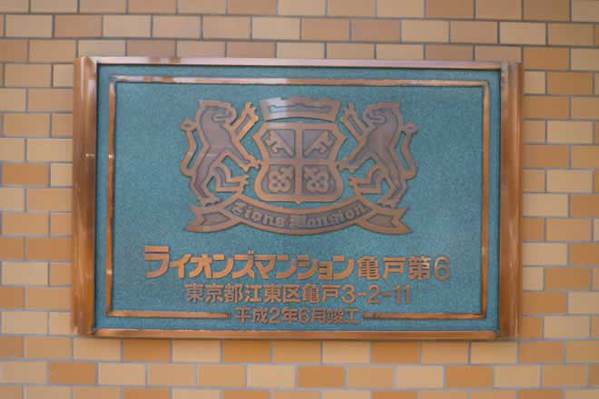 Lions Mansion
ライオンズマンション亀戸第6
東京都江東区亀戸3-2-11
平成2年6月竣工